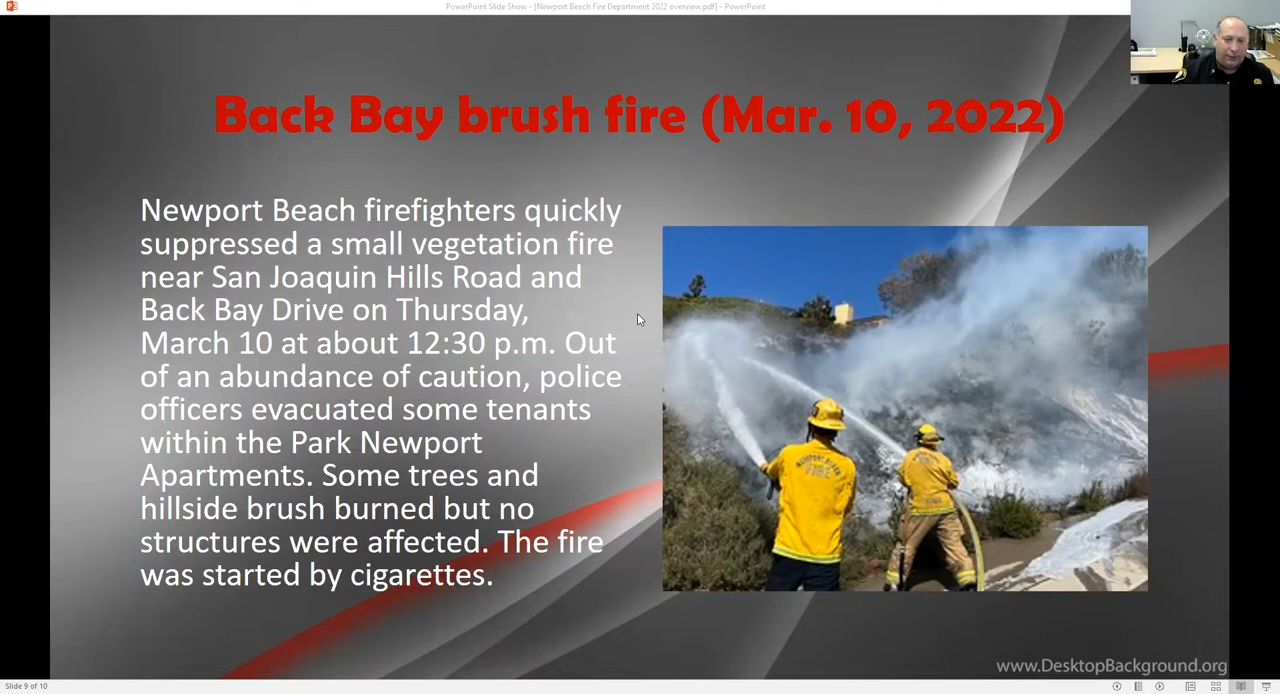 PowerPoint Slide Show - [Newport Beach Fire Department 2022 overview.pdf] - PowerPoint
Back Bay brush fire (Mar. 10, 2022)
Newport Beach firefighters quickly
suppressed a small vegetation fire
near San Joaquin Hills Road and
Back Bay Drive on Thursday,
March 10 at about 12:30 p.m. Out
of an abundance of caution, police
officers evacuated some tenants
within the Park Newport
Apartments. Some trees and
hillside brush burned but no
structures were affected. The fire
was started by cigarettes.
NEWPORT BEACH
FIRE
www.DesktopBackground.org
Slide 9 of 10